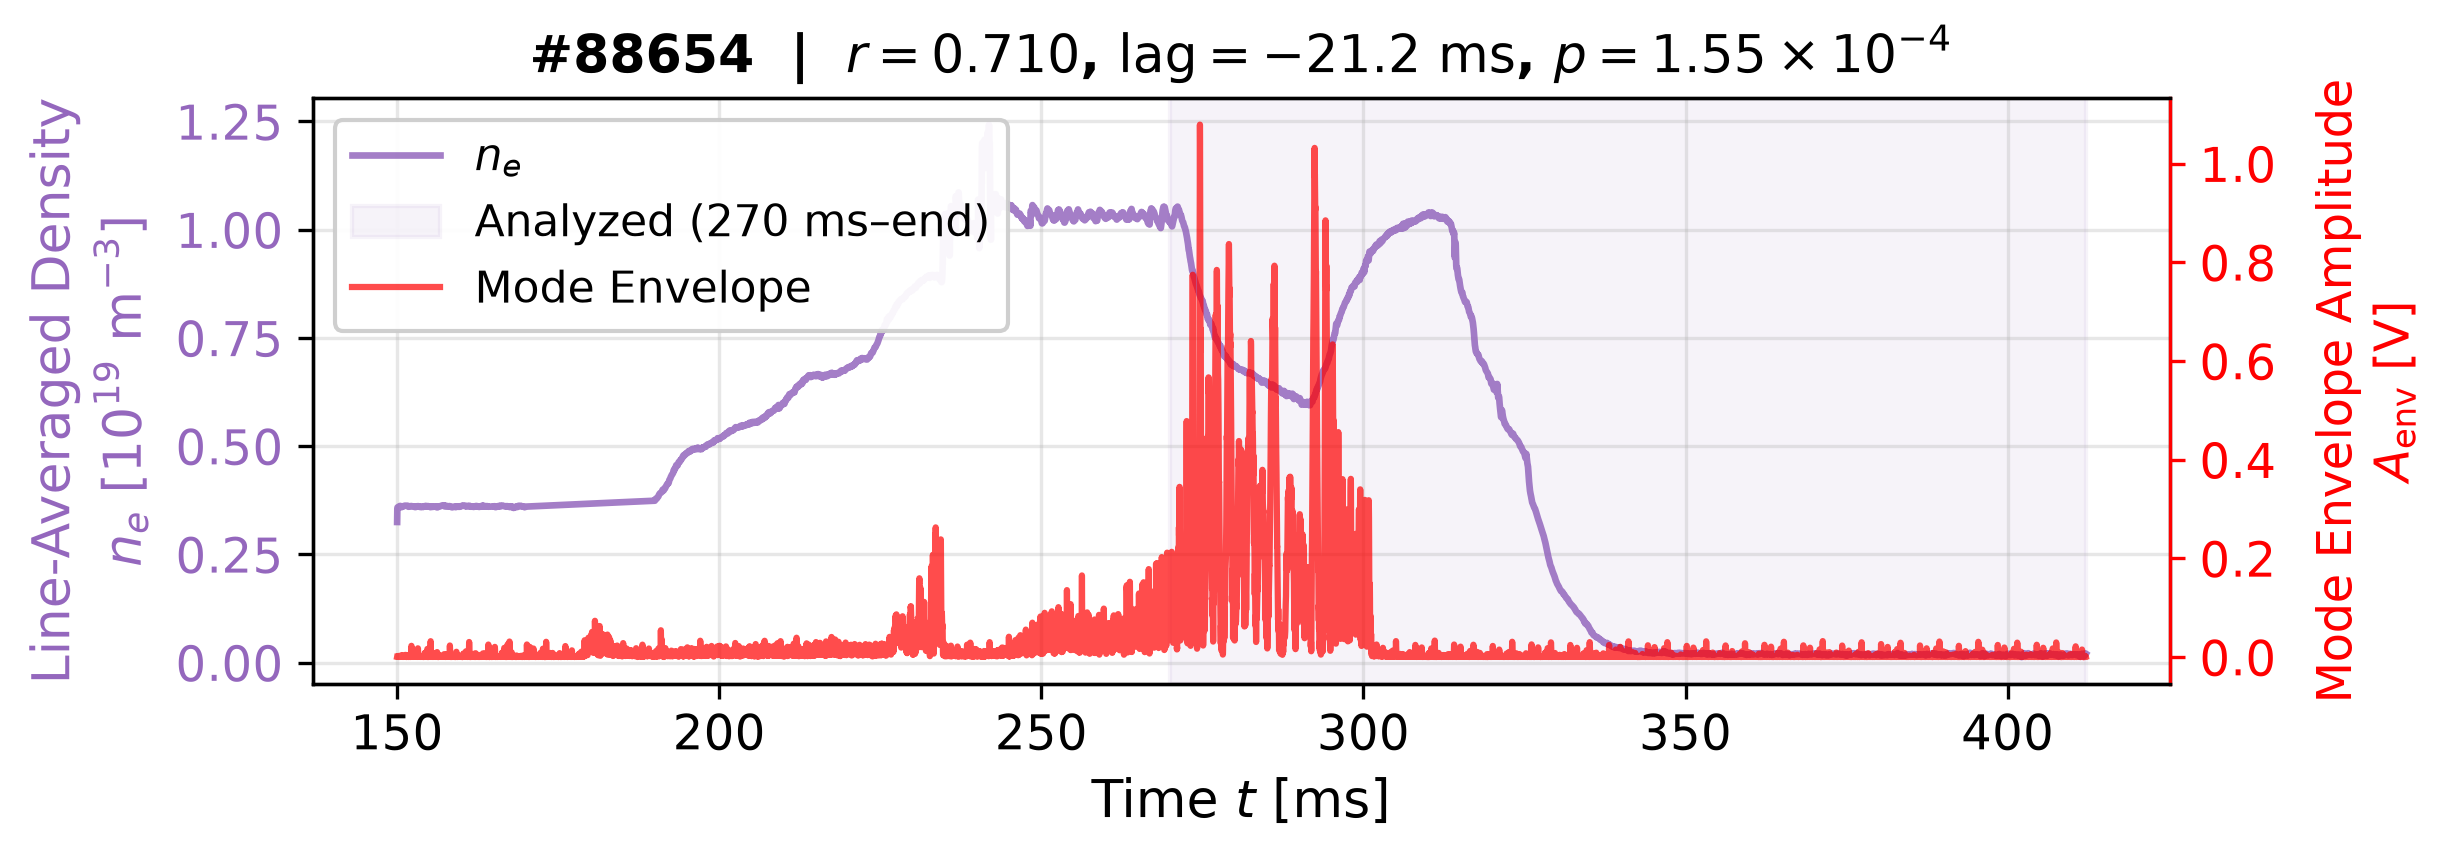 #88654 | r = 0.710, lag = −21.2 ms, p = 1.55 × 10⁻⁴
Line-Averaged Density
nₑ [10¹⁹ m⁻³]
1.25
1.00
0.75
0.50
0.25
0.00
nₑ
Analyzed (270 ms–end)
Mode Envelope
1.0
0.8
0.6
0.4
0.2
0.0
Mode Envelope Amplitude
A_env [V]
150
200
250
300
350
400
Time t [ms]